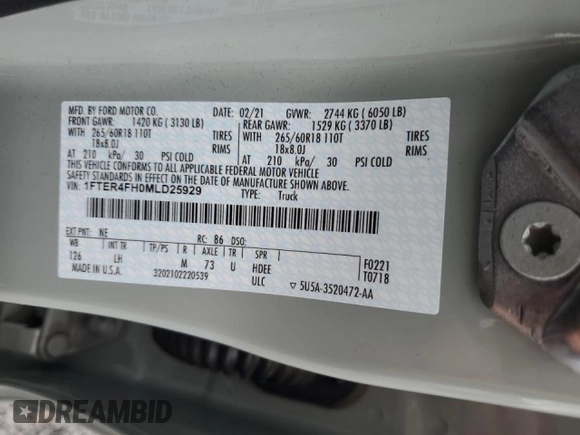 MFD. BY FORD MOTOR CO. 02/21 GVWR: 2744 KG ( 6050 LB)
FRONT GAWR: 1420 KG ( 3130 LB) REAR GAWR: 1529 KG ( 3370 LB)
WITH 265/60R18 110T TIRES WITH 265/60R18 110T TIRES
18x8.0J RIMS 18x8.0J RIMS
AT 210 kPa/ 30 PSI COLD AT 210 kPa/ 30 PSI COLD
THIS VEHICLE CONFORMS TO ALL APPLICABLE FEDERAL MOTOR VEHICLE
SAFETY STANDARDS IN EFFECT ON THE DATE OF MANUFACTURE SHOWN ABOVE.
VIN: 1FTER4FH0MLD25929 TYPE: Truck
EXT PNT: NE RC: 86 DSO:
WB INT TR TP/PS R AXLE TR SPR F0221
126 LH M 73 U HDEE T0718
MADE IN U.S.A. 3202102220539 ULC ▽ 5U5A-3520472-AA
DREAMBID